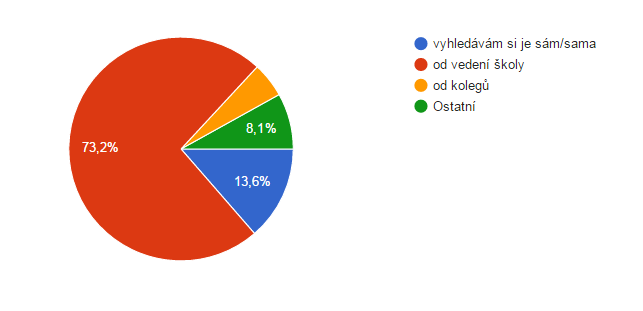 vyhledávám si je sám/sama
od vedení školy
od kolegů
Ostatní
73,2%
8,1%
13,6%